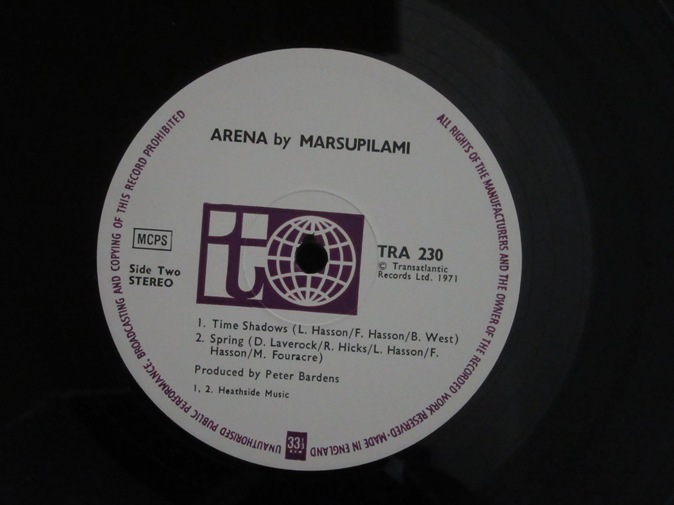 ARENA by MARSUPILAMI
MCPS
Side Two
STEREO
it
TRA 230
© Transatlantic
Records Ltd. 1971
1. Time Shadows (L. Hasson/F. Hasson/B. West)
2. Spring (D. Laverock/R. Hicks/L. Hasson/F.
Hasson/M. Fouracre)
Produced by Peter Bardens
1, 2. Heathside Music
33⅓
RPM
ALL RIGHTS OF THE MANUFACTURERS AND THE OWNER OF THE RECORDED WORK RESERVED-MADE IN ENGLAND
UNAUTHORISED PUBLIC PERFORMANCE, BROADCASTING AND COPYING OF THIS RECORD PROHIBITED